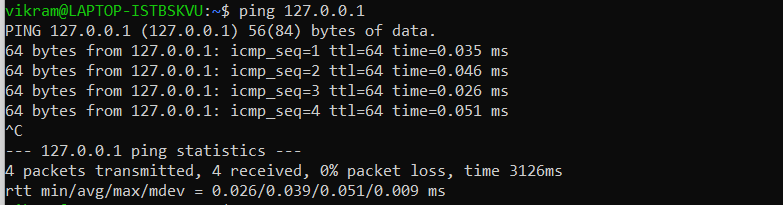 vikram@LAPTOP-ISTBSKVU:~$ ping 127.0.0.1
PING 127.0.0.1 (127.0.0.1) 56(84) bytes of data.
64 bytes from 127.0.0.1: icmp_seq=1 ttl=64 time=0.035 ms
64 bytes from 127.0.0.1: icmp_seq=2 ttl=64 time=0.046 ms
64 bytes from 127.0.0.1: icmp_seq=3 ttl=64 time=0.026 ms
64 bytes from 127.0.0.1: icmp_seq=4 ttl=64 time=0.051 ms
^C
--- 127.0.0.1 ping statistics ---
4 packets transmitted, 4 received, 0% packet loss, time 3126ms
rtt min/avg/max/mdev = 0.026/0.039/0.051/0.009 ms